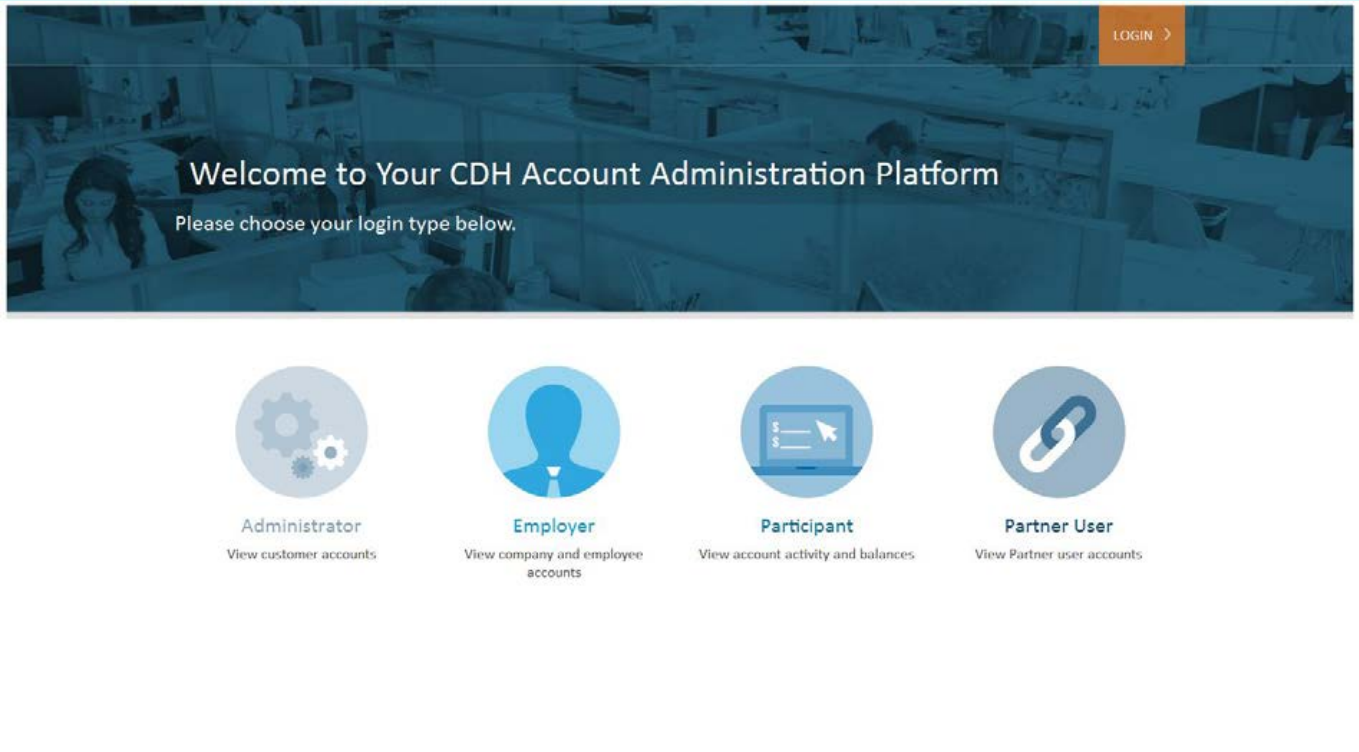 LOGIN >
Welcome to Your CDH Account Administration Platform
Please choose your login type below.
Administrator
View customer accounts
Employer
View company and employee
accounts
Participant
View account activity and balances
Partner User
View Partner user accounts
$
$